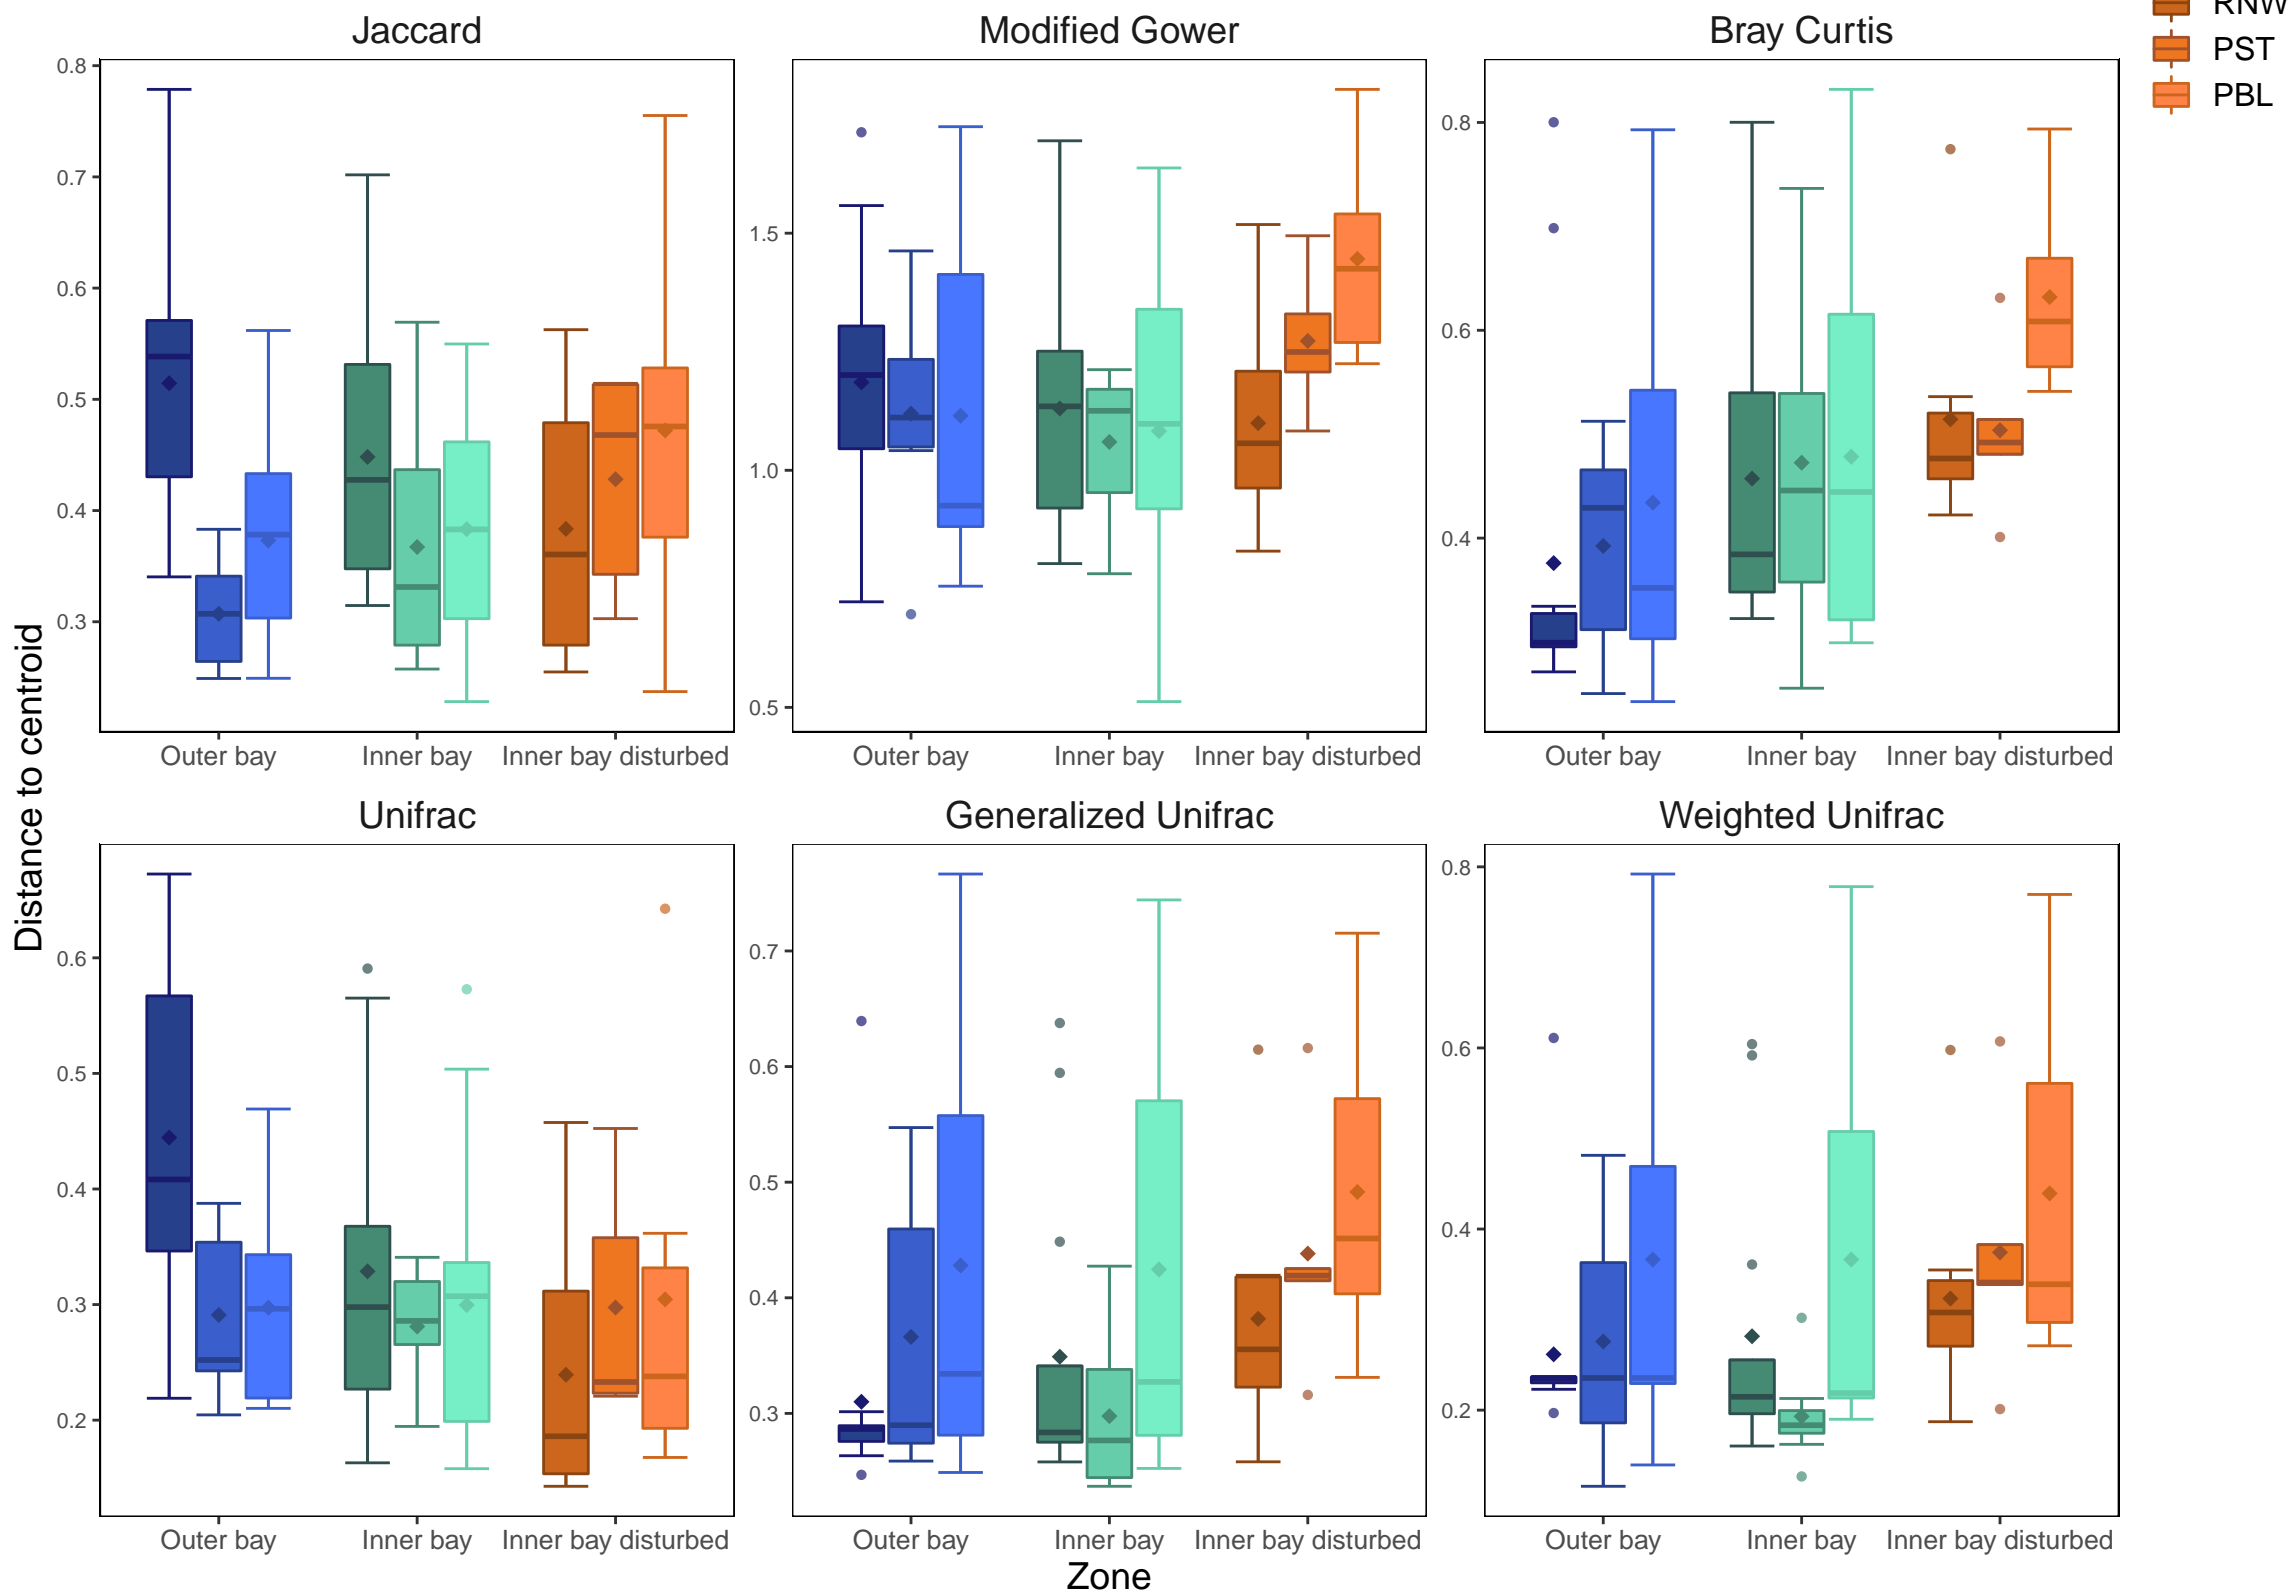 Jaccard
Modified Gower
Bray Curtis
RNW
PST
PBL
0.8
0.7
0.6
0.5
0.4
0.3
1.5
1.0
0.5
0.8
0.6
0.4
Outer bay
Inner bay
Inner bay disturbed
Outer bay
Inner bay
Inner bay disturbed
Outer bay
Inner bay
Inner bay disturbed
Distance to centroid
Unifrac
Generalized Unifrac
Weighted Unifrac
0.6
0.5
0.4
0.3
0.2
0.7
0.6
0.5
0.4
0.3
0.8
0.6
0.4
0.2
Outer bay
Inner bay
Inner bay disturbed
Outer bay
Inner bay
Inner bay disturbed
Outer bay
Inner bay
Inner bay disturbed
Zone